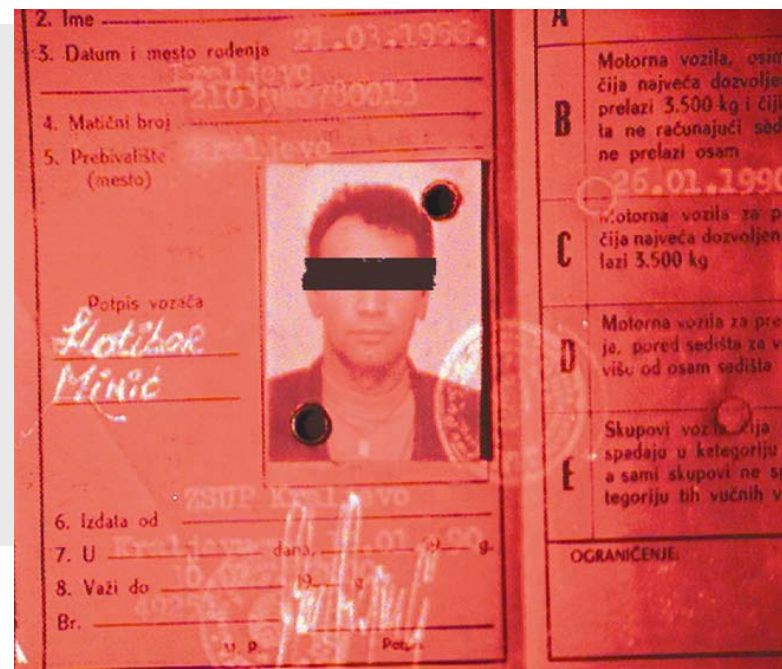 2. Ime
3. Datum i mesto rođenja 21.03.1966.
Kraljevo
4. Matični broj
5. Prebivalište Kraljevo
(mesto)
Potpis vozača
Minić
ZSUP Kraljevo
6. Izdata od
7. U dana, 19 g.
8. Važi do 19 g.
Br.
M. P. Potpis
A
B
Motorna vozila, osim
čija najveća dozvolje
prelazi 3.500 kg i čij
ta ne računajući sed
ne prelazi osam
26.01.1990
C
Motorna vozila za p
čija najveća dozvoljen
lazi 3.500 kg
D
Motorna vozila za pre
je, pored sedišta za v
više od osam sedišta
E
Skupovi vozila čija
spadaju u kategoriju
a sami skupovi ne sp
tegoriju tih vučnih v
OGRANIČENJE: